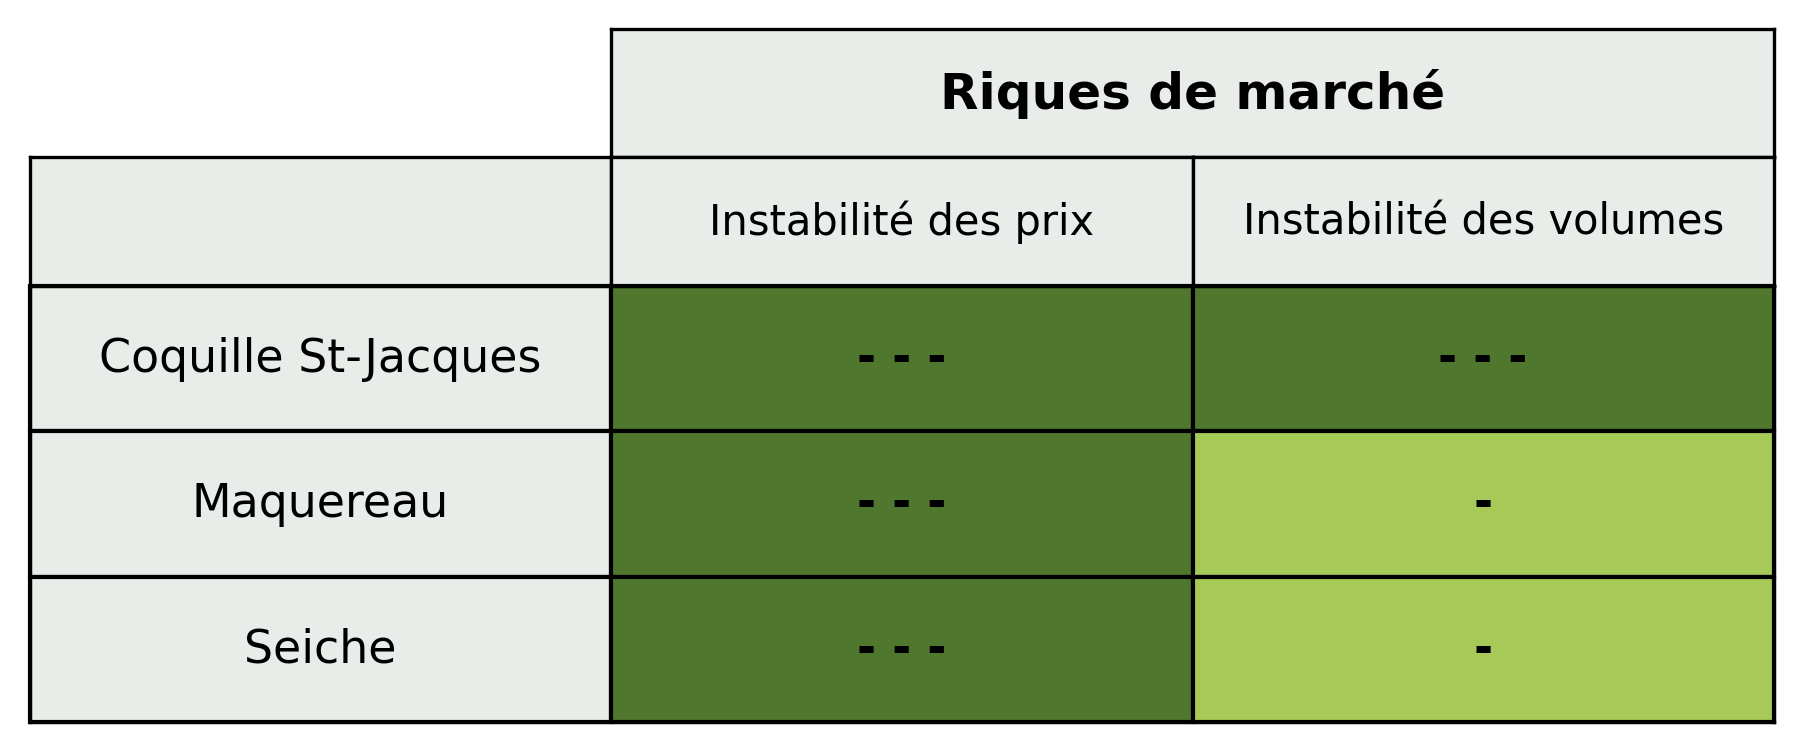 Riques de marché
Instabilité des prix Instabilité des volumes
Coquille St-Jacques - - - - - -
Maquereau - - - -
Seiche - - - -